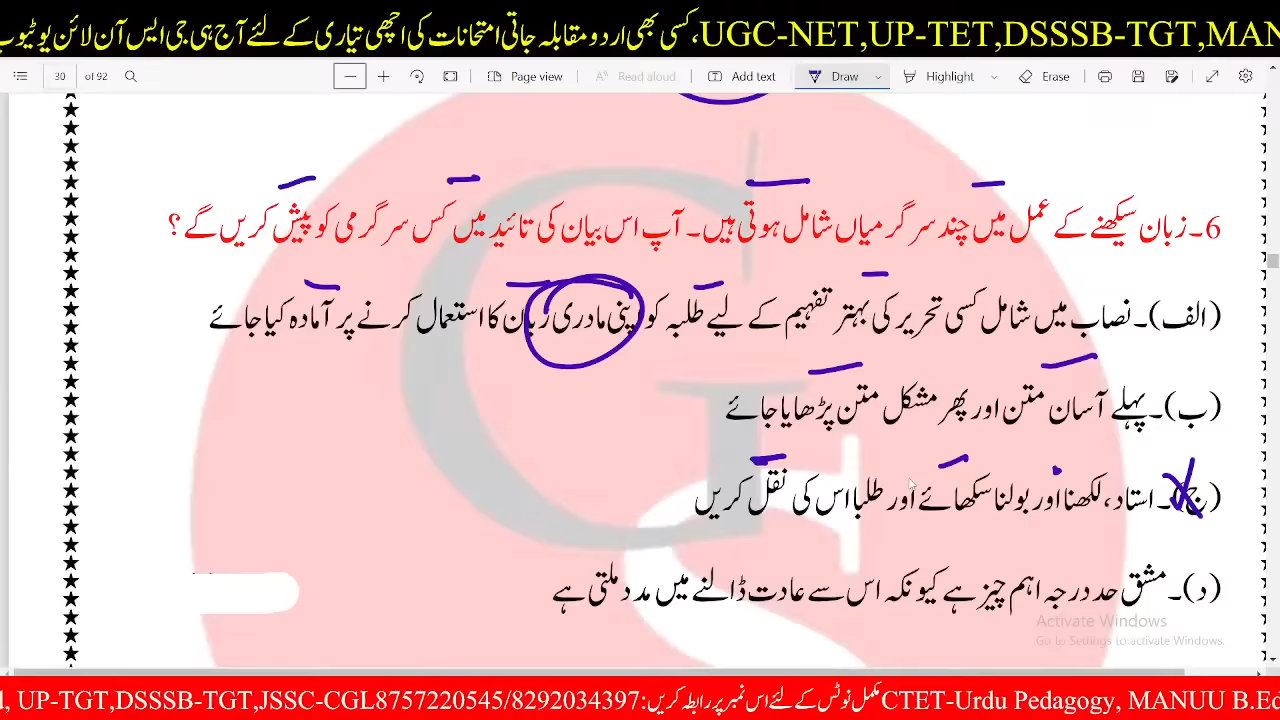 کسی بھی اردو مقابلہ جاتی امتحانات کی اچھی تیاری کے لئے آج ہی جی ایس آن لائن یوٹیوب ،UGC-NET,UP-TET,DSSSB-TGT,MAN
30 of 92 Page view Read aloud Add text Draw Highlight Erase
6۔ زبان سیکھنے کے عمل میں چند سرگرمیاں شامل ہوتی ہیں۔ آپ اس بیان کی تائید میں کس سرگرمی کو پیش کریں گے؟
(الف)۔ نصاب میں شامل کسی تحریر کی بہتر تفہیم کے لیے طلبہ کو اپنی مادری زبان کا استعمال کرنے پر آمادہ کیا جائے
(ب)۔ پہلے آسان متن اور پھر مشکل متن پڑھایا جائے
(ج)۔ استاد، لکھنا اور بولنا سکھائے اور طلبا اس کی نقل کریں
(د)۔ مشق حد درجہ اہم چیز ہے کیونکہ اس سے عادت ڈالنے میں مدد ملتی ہے
Activate Windows
Go to Settings to activate Windows.
CTET-Urdu Pedagogy, MANUU B.Ed مکمل نوٹس کے لئے اس نمبر پر رابطہ کریں:8757220545/8292034397 UP-TGT,DSSSB-TGT,JSSC-CGL